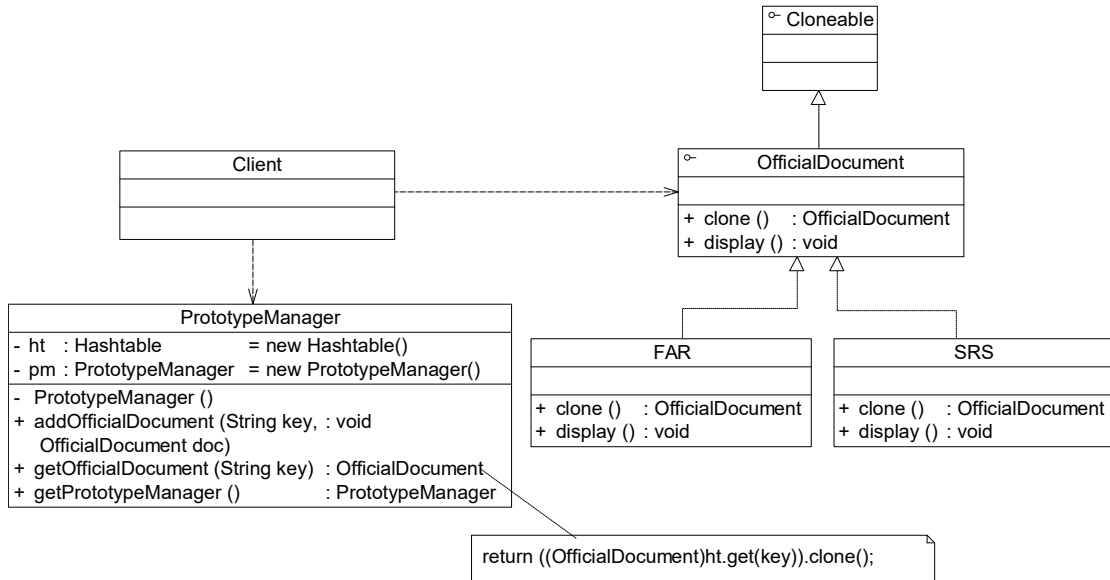 Cloneable
OfficialDocument
+ clone () : OfficialDocument
+ display () : void
Client
PrototypeManager
- ht : Hashtable = new Hashtable()
- pm : PrototypeManager = new PrototypeManager()
- PrototypeManager ()
+ addOfficialDocument (String key, : void
OfficialDocument doc)
+ getOfficialDocument (String key) : OfficialDocument
+ getPrototypeManager () : PrototypeManager
FAR
+ clone () : OfficialDocument
+ display () : void
SRS
+ clone () : OfficialDocument
+ display () : void
return ((OfficialDocument)ht.get(key)).clone();